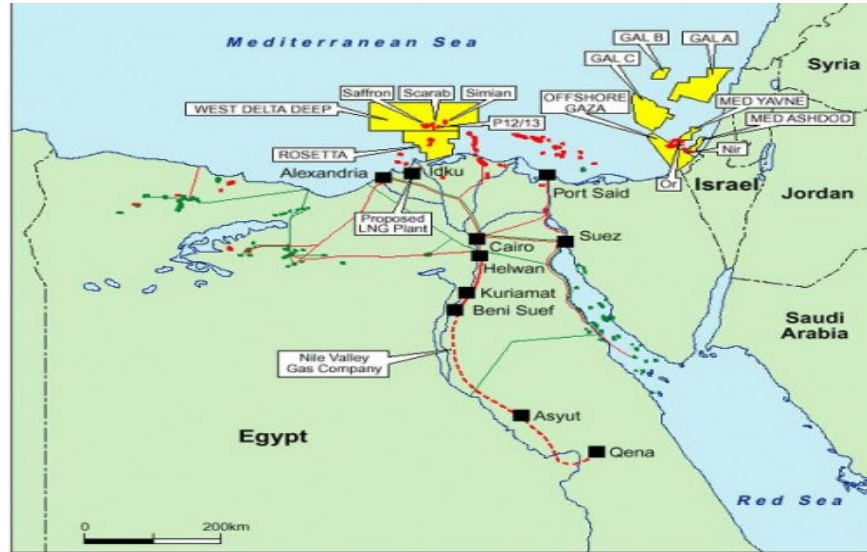 Mediterranean Sea
GAL B
GAL A
GAL C
Syria
Saffron
Scarab
Simian
WEST DELTA DEEP
OFFSHORE
GAZA
MED YAVNE
P12/13
MED ASHDOD
ROSETTA
Nir
Alexandria
Idku
Or
Israel
Port Said
Jordan
Proposed
LNG Plant
Cairo
Suez
Helwan
Kuriamat
Saudi
Arabia
Beni Suef
Nile Valley
Gas Company
Asyut
Egypt
Qena
Red Sea
0
200km